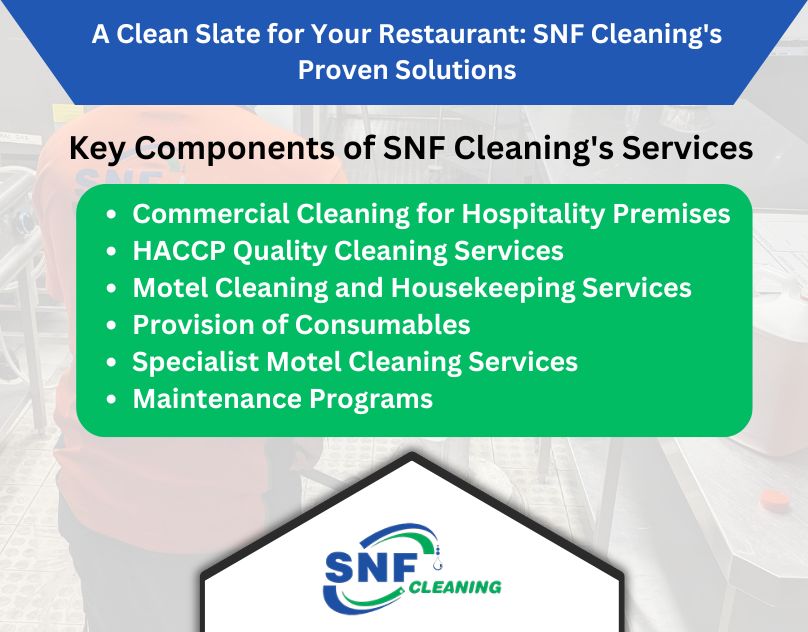 A Clean Slate for Your Restaurant: SNF Cleaning's
Proven Solutions
Key Components of SNF Cleaning's Services
• Commercial Cleaning for Hospitality Premises
• HACCP Quality Cleaning Services
• Motel Cleaning and Housekeeping Services
• Provision of Consumables
• Specialist Motel Cleaning Services
• Maintenance Programs
SNF
SNF
CLEANING